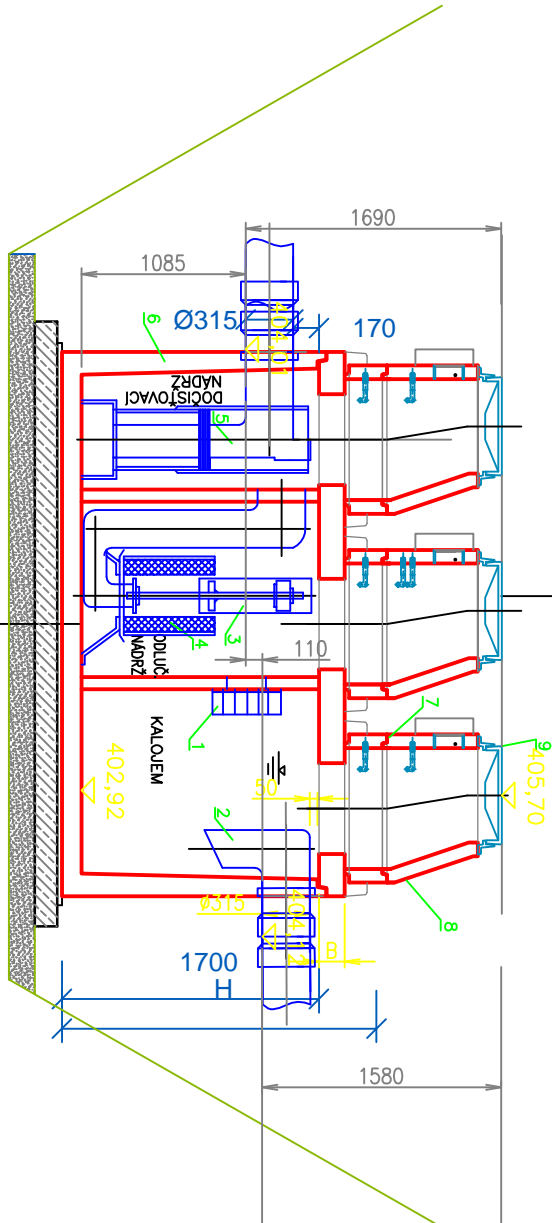 1690
1085
Ø315
170
404,01
6
DOČIŠŤOVACÍ
NÁDRŽ
5
3
4
ODLUČ.
NÁDRŽ
110
1
7
9
KALOJEM
402,92
50
405,70
2
8
ø315
404,12
B
1700
H
1580